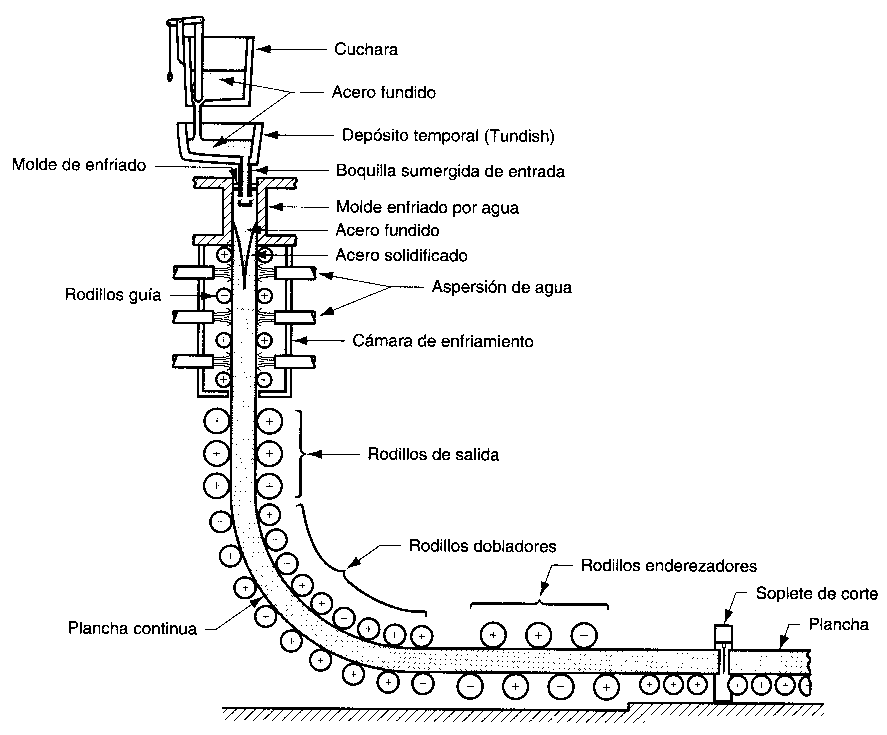 Cuchara
Acero fundido
Depósito temporal (Tundish)
Molde de enfriado
Boquilla sumergida de entrada
Molde enfriado por agua
Acero fundido
Acero solidificado
Aspersión de agua
Rodillos guía
Cámara de enfriamiento
Rodillos de salida
Rodillos dobladores
Rodillos enderezadores
Soplete de corte
Plancha
Plancha continua